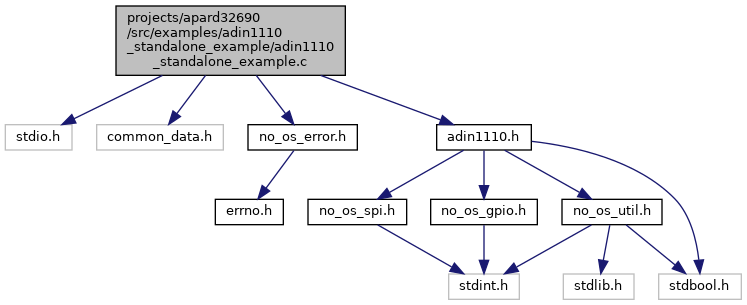 projects/apard32690
/src/examples/adin1110
_standalone_example/adin1110
_standalone_example.c
stdio.h
common_data.h
no_os_error.h
adin1110.h
errno.h
no_os_spi.h
no_os_gpio.h
no_os_util.h
stdint.h
stdlib.h
stdbool.h